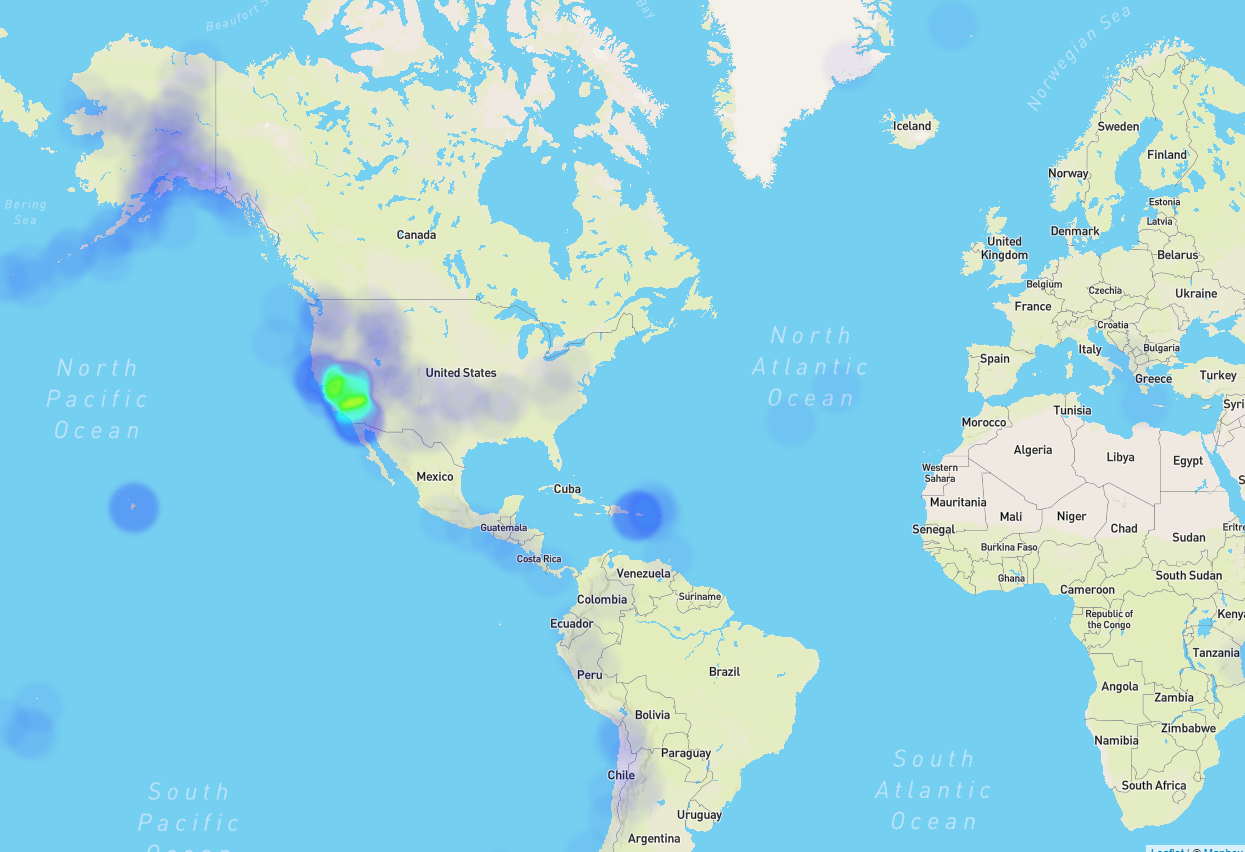 Beaufort S
Bay
Norwegian Sea
Iceland
Sweden
Finland
Norway
Estonia
Latvia
Bering
Sea
Denmark
Canada
United
Kingdom
Belarus
Belgium
Czechia
Ukraine
France
Croatia
North
Pacific
Ocean
North
Atlantic
Ocean
Italy
Bulgaria
Spain
United States
Greece
Turkey
Syri
Tunisia
Morocco
Algeria
Libya
Egypt
Western
Sahara
Mexico
Cuba
Mauritania
Mali
Niger
Chad
Senegal
Guatemala
Sudan
Eritre
Costa Rica
Burkina Faso
Ghana
Venezuela
South Sudan
Cameroon
Colombia
Suriname
Republic of
the Congo
Kenya
Ecuador
Tanzania
Peru
Brazil
Angola
Zambia
Bolivia
Zimbabwe
Namibia
Paraguay
Chile
South
Atlantic
Ocean
South Africa
South
Pacific
Uruguay
Argentina